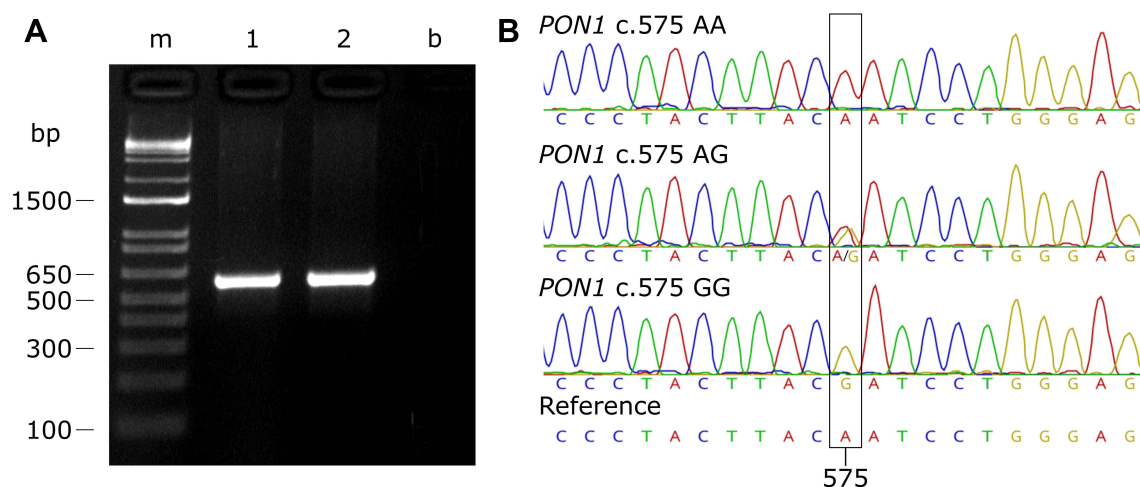 A
m 1 2 b
bp
1500
650
500
300
100
B
PON1 c.575 AA
C C C T A C T T A C A A T C C T G G G A G
PON1 c.575 AG
C C C T A C T T A C A/G A T C C T G G G A G
PON1 c.575 GG
C C C T A C T T A C G A T C C T G G G A G
Reference
C C C T A C T T A C A A T C C T G G G A G
575